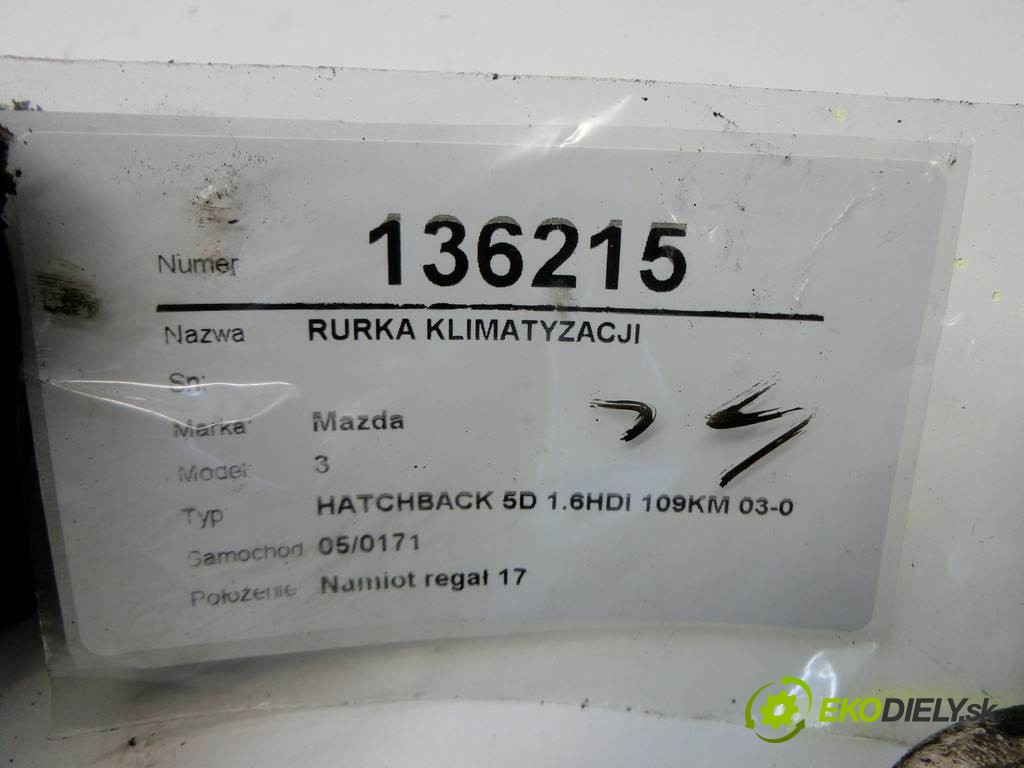 Numer 136215
Nazwa RURKA KLIMATYZACJI
Sn:
Marka: Mazda
Model: 3
Typ HATCHBACK 5D 1.6HDI 109KM 03-0
Samochód 05/0171
Położenie Namiot regał 17
EKODIELY.sk